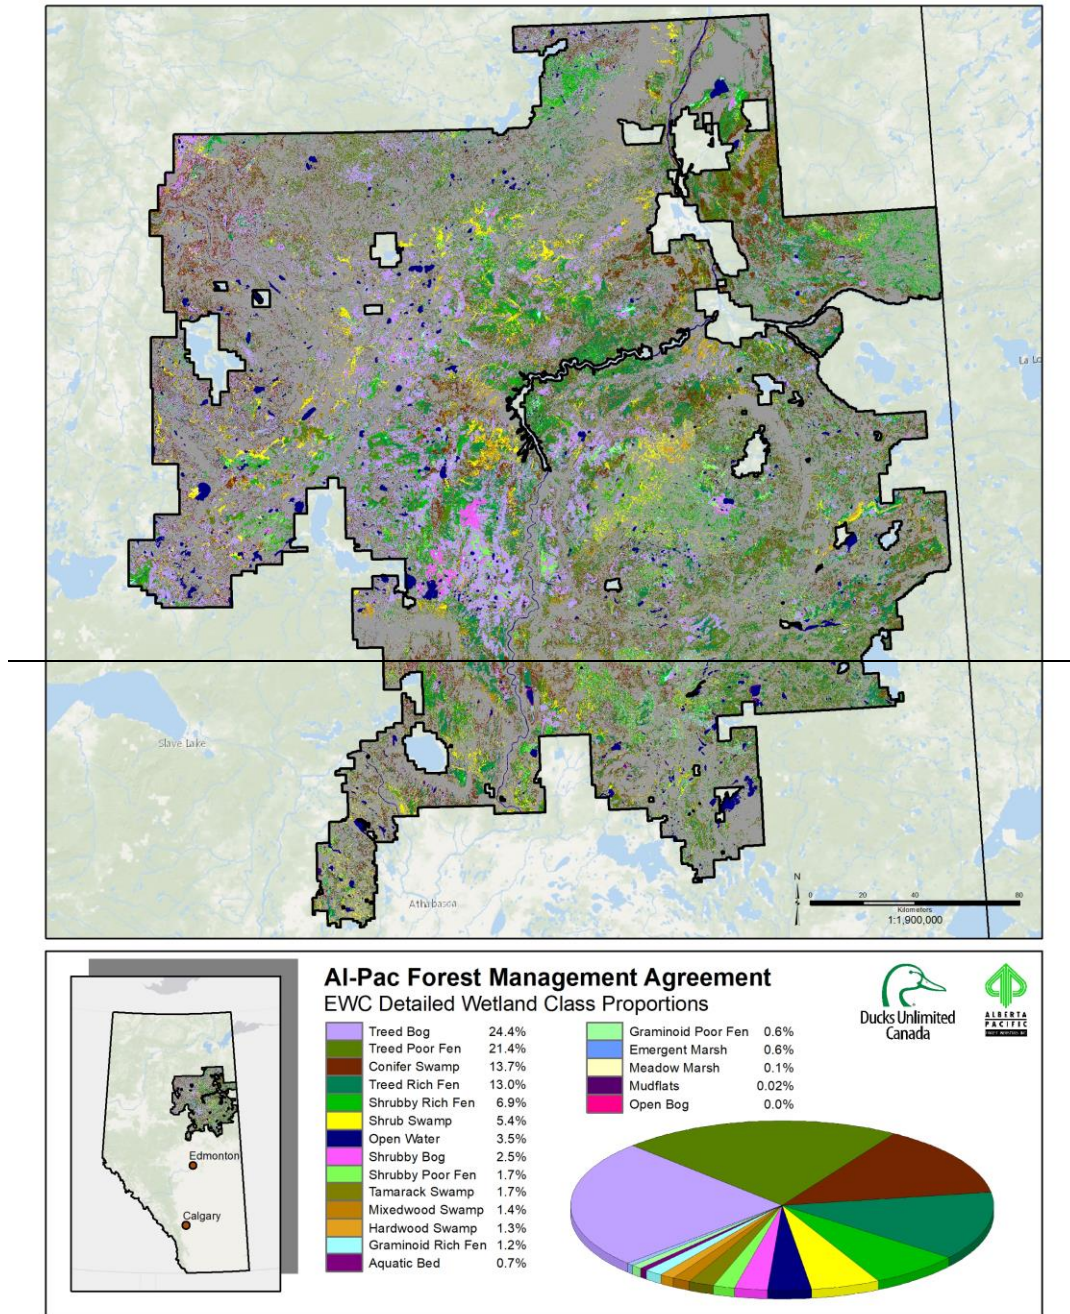 La Lo
Slave Lake
Athabasca
N
0 20 40 80
Kilometers
1:1,900,000
Al-Pac Forest Management Agreement
EWC Detailed Wetland Class Proportions
Treed Bog 24.4%
Treed Poor Fen 21.4%
Conifer Swamp 13.7%
Treed Rich Fen 13.0%
Shrubby Rich Fen 6.9%
Shrub Swamp 5.4%
Open Water 3.5%
Shrubby Bog 2.5%
Shrubby Poor Fen 1.7%
Tamarack Swamp 1.7%
Mixedwood Swamp 1.4%
Hardwood Swamp 1.3%
Graminoid Rich Fen 1.2%
Aquatic Bed 0.7%
Graminoid Poor Fen 0.6%
Emergent Marsh 0.6%
Meadow Marsh 0.1%
Mudflats 0.02%
Open Bog 0.0%
Ducks Unlimited
Canada
ALBERTA
PACIFIC
Edmonton
Calgary